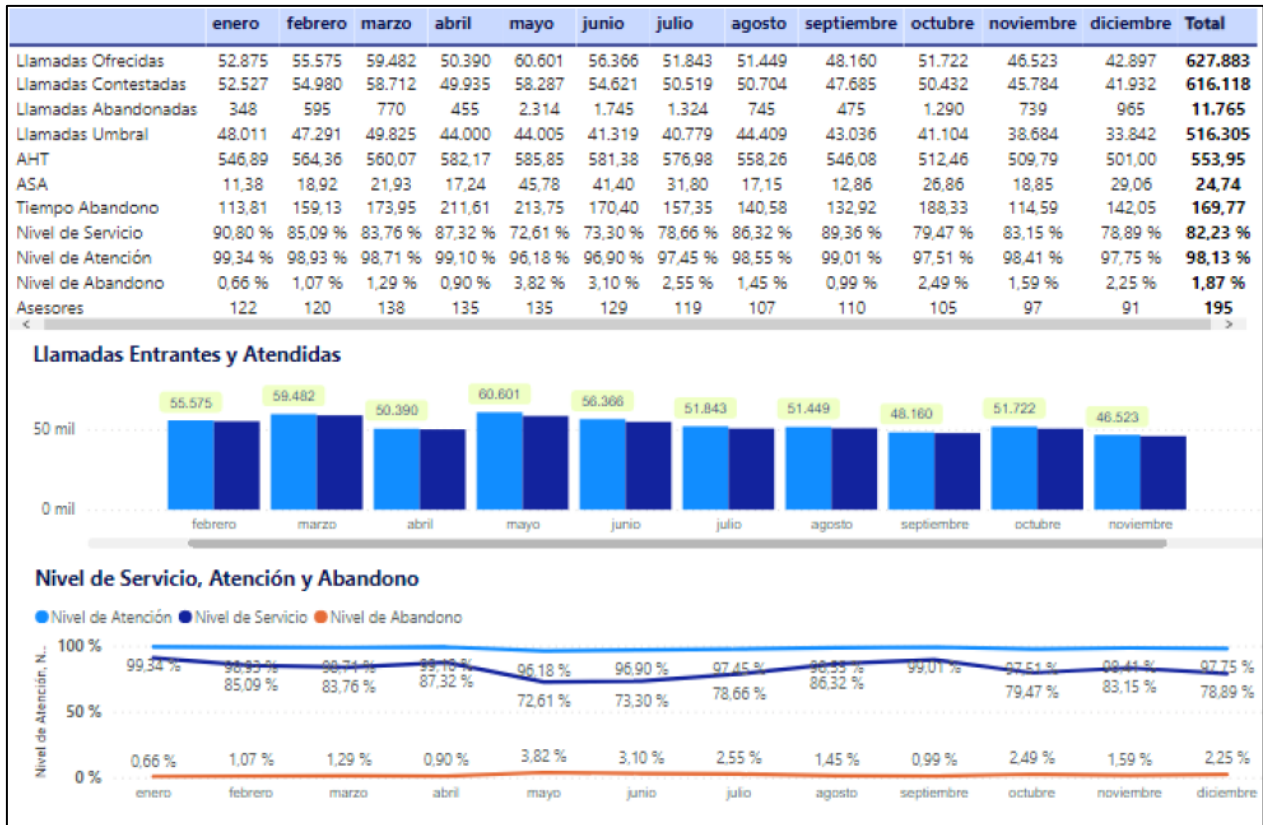 enero febrero marzo abril mayo junio julio agosto septiembre octubre noviembre diciembre Total
Llamadas Ofrecidas 52.875 55.575 59.482 50.390 60.601 56.366 51.843 51.449 48.160 51.722 46.523 42.897 627.883
Llamadas Contestadas 52.527 54.980 58.712 49.935 58.287 54.621 50.519 50.704 47.685 50.432 45.784 41.932 616.118
Llamadas Abandonadas 348 595 770 455 2.314 1.745 1.324 745 475 1.290 739 965 11.765
Llamadas Umbral 48.011 47.291 49.825 44.000 44.005 41.319 40.779 44.409 43.036 41.104 38.684 33.842 516.305
AHT 546,89 564,36 560,07 582,17 585,85 581,38 576,98 558,26 546,08 512,46 509,79 501,00 553,95
ASA 11,38 18,92 21,93 17,24 45,78 41,40 31,80 17,15 12,86 26,86 18,85 29,06 24,74
Tiempo Abandono 113,81 159,13 173,95 211,61 213,75 170,40 157,35 140,58 132,92 188,33 114,59 142,05 169,77
Nivel de Servicio 90,80 % 85,09 % 83,76 % 87,32 % 72,61 % 73,30 % 78,66 % 86,32 % 89,36 % 79,47 % 83,15 % 78,89 % 82,23 %
Nivel de Atención 99,34 % 98,93 % 98,71 % 99,10 % 96,18 % 96,90 % 97,45 % 98,55 % 99,01 % 97,51 % 98,41 % 97,75 % 98,13 %
Nivel de Abandono 0,66 % 1,07 % 1,29 % 0,90 % 3,82 % 3,10 % 2,55 % 1,45 % 0,99 % 2,49 % 1,59 % 2,25 % 1,87 %
Asesores 122 120 138 135 135 129 119 107 110 105 97 91 195
Llamadas Entrantes y Atendidas
55.575 59.482 50.390 60.601 56.366 51.843 51.449 48.160 51.722 46.523
50 mil
0 mil
febrero marzo abril mayo junio julio agosto septiembre octubre noviembre
Nivel de Servicio, Atención y Abandono
Nivel de Atención Nivel de Servicio Nivel de Abandono
Nivel de Atención, N...
100 %
99,34 % 98,93 % 98,71 % 99,10 % 96,18 % 96,90 % 97,45 % 98,55 % 99,01 % 97,51 % 98,41 % 97,75 %
85,09 % 83,76 % 87,32 % 72,61 % 73,30 % 78,66 % 86,32 % 79,47 % 83,15 % 78,89 %
50 %
0,66 % 1,07 % 1,29 % 0,90 % 3,82 % 3,10 % 2,55 % 1,45 % 0,99 % 2,49 % 1,59 % 2,25 %
0 %
enero febrero marzo abril mayo junio julio agosto septiembre octubre noviembre diciembre